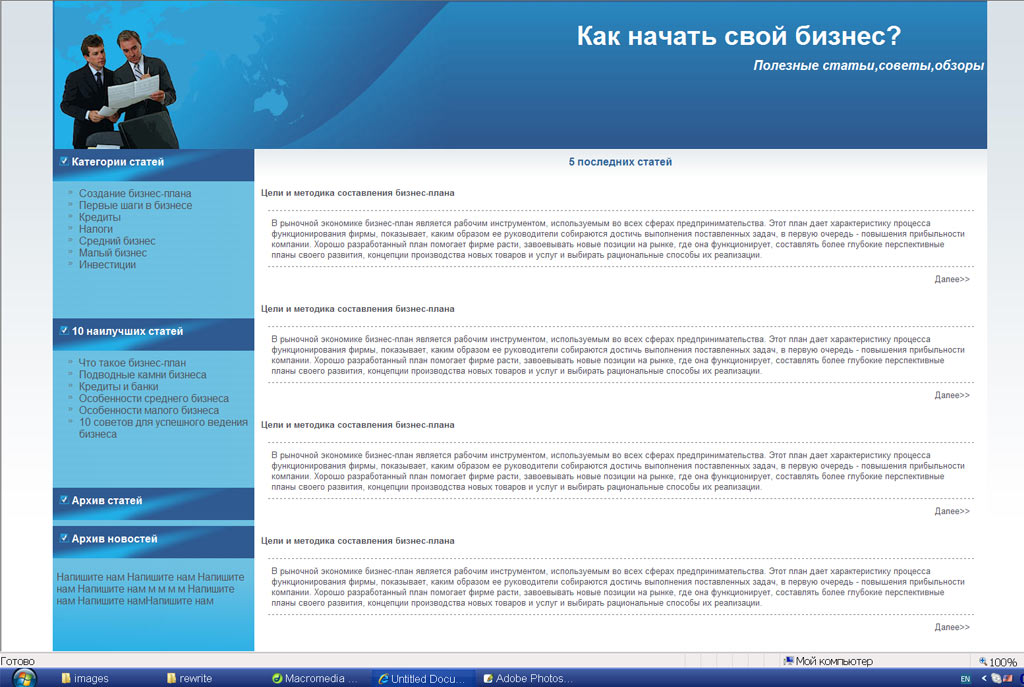 Как начать свой бизнес?
Полезные статьи,советы,обзоры
Категории статей
Создание бизнес-плана
Первые шаги в бизнесе
Кредиты
Налоги
Средний бизнес
Малый бизнес
Инвестиции
10 наилучших статей
Что такое бизнес-план
Подводные камни бизнеса
Кредиты и банки
Особенности среднего бизнеса
Особенности малого бизнеса
10 советов для успешного ведения
бизнеса
Архив статей
Архив новостей
Напишите нам Напишите нам Напишите
нам Напишите нам м м м м Напишите
нам Напишите намНапишите нам
5 последних статей
Цели и методика составления бизнес-плана
В рыночной экономике бизнес-план является рабочим инструментом, используемым во всех сферах предпринимательства. Этот план дает характеристику процесса
функционирования фирмы, показывает, каким образом ее руководители собираются достичь выполнения поставленных задач, в первую очередь - повышения прибыльности
компании. Хорошо разработанный план помогает фирме расти, завоевывать новые позиции на рынке, где она функционирует, составлять более глубокие перспективные
планы своего развития, концепции производства новых товаров и услуг и выбирать рациональные способы их реализации.
Далее>>
Цели и методика составления бизнес-плана
В рыночной экономике бизнес-план является рабочим инструментом, используемым во всех сферах предпринимательства. Этот план дает характеристику процесса
функционирования фирмы, показывает, каким образом ее руководители собираются достичь выполнения поставленных задач, в первую очередь - повышения прибыльности
компании. Хорошо разработанный план помогает фирме расти, завоевывать новые позиции на рынке, где она функционирует, составлять более глубокие перспективные
планы своего развития, концепции производства новых товаров и услуг и выбирать рациональные способы их реализации.
Далее>>
Цели и методика составления бизнес-плана
В рыночной экономике бизнес-план является рабочим инструментом, используемым во всех сферах предпринимательства. Этот план дает характеристику процесса
функционирования фирмы, показывает, каким образом ее руководители собираются достичь выполнения поставленных задач, в первую очередь - повышения прибыльности
компании. Хорошо разработанный план помогает фирме расти, завоевывать новые позиции на рынке, где она функционирует, составлять более глубокие перспективные
планы своего развития, концепции производства новых товаров и услуг и выбирать рациональные способы их реализации.
Далее>>
Цели и методика составления бизнес-плана
В рыночной экономике бизнес-план является рабочим инструментом, используемым во всех сферах предпринимательства. Этот план дает характеристику процесса
функционирования фирмы, показывает, каким образом ее руководители собираются достичь выполнения поставленных задач, в первую очередь - повышения прибыльности
компании. Хорошо разработанный план помогает фирме расти, завоевывать новые позиции на рынке, где она функционирует, составлять более глубокие перспективные
планы своего развития, концепции производства новых товаров и услуг и выбирать рациональные способы их реализации.
Далее>>
Готово
Мой компьютер
100%
images
rewrite
Macromedia ...
Untitled Docu...
Adobe Photos...
EN